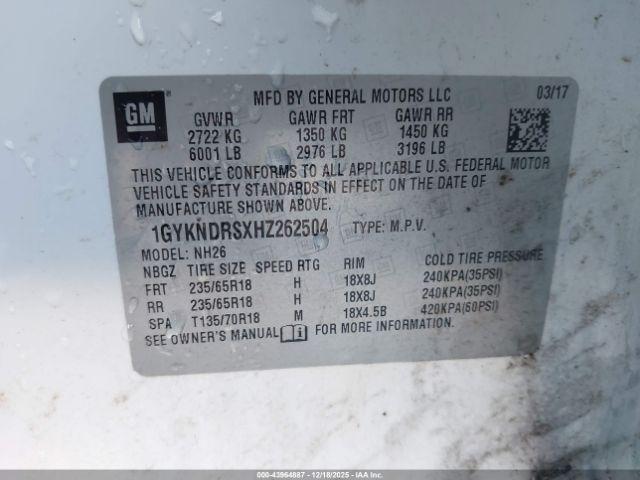 GM
MFD BY GENERAL MOTORS LLC 03/17
GVWR GAWR FRT GAWR RR
2722 KG 1350 KG 1450 KG
6001 LB 2976 LB 3196 LB
THIS VEHICLE CONFORMS TO ALL APPLICABLE U.S. FEDERAL MOTOR
VEHICLE SAFETY STANDARDS IN EFFECT ON THE DATE OF
MANUFACTURE SHOWN ABOVE.
1GYKNDRSXHZ262504 TYPE: M.P.V.
MODEL: NH26
NBGZ TIRE SIZE SPEED RTG RIM COLD TIRE PRESSURE
FRT 235/65R18 H 18X8J 240KPA(35PSI)
RR 235/65R18 H 18X8J 240KPA(35PSI)
SPA T135/70R18 M 18X4.5B 420KPA(60PSI)
SEE OWNER'S MANUAL FOR MORE INFORMATION.
000-43964887 - 12/18/2025 - IAAI.COM